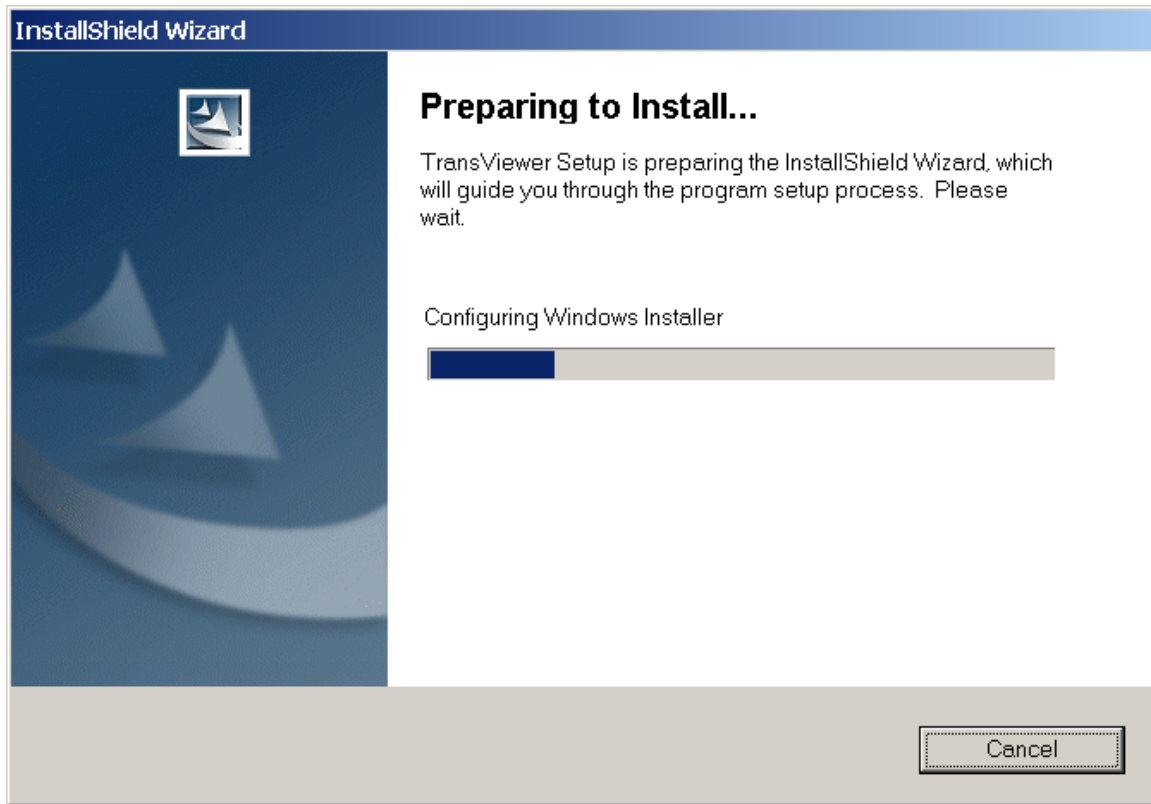 InstallShield Wizard
Preparing to Install...
TransViewer Setup is preparing the InstallShield Wizard, which
will guide you through the program setup process.  Please
wait.
Configuring Windows Installer
Cancel